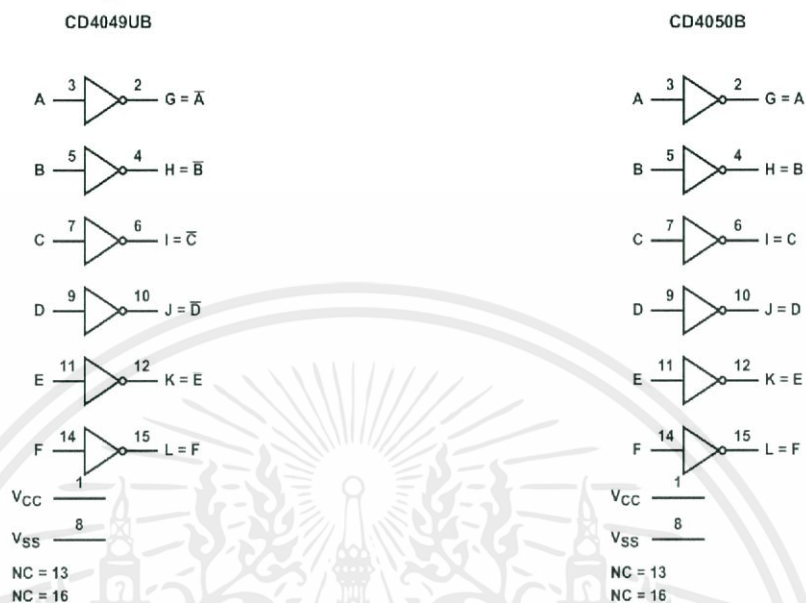 CD4049UB
A 3 2 G = A̅
B 5 4 H = B̅
C 7 6 I = C̅
D 9 10 J = D̅
E 11 12 K = E
F 14 15 L = F
VCC 1
VSS 8
NC = 13
NC = 16
CD4050B
A 3 2 G = A
B 5 4 H = B
C 7 6 I = C
D 9 10 J = D
E 11 12 K = E
F 14 15 L = F
VCC 1
VSS 8
NC = 13
NC = 16